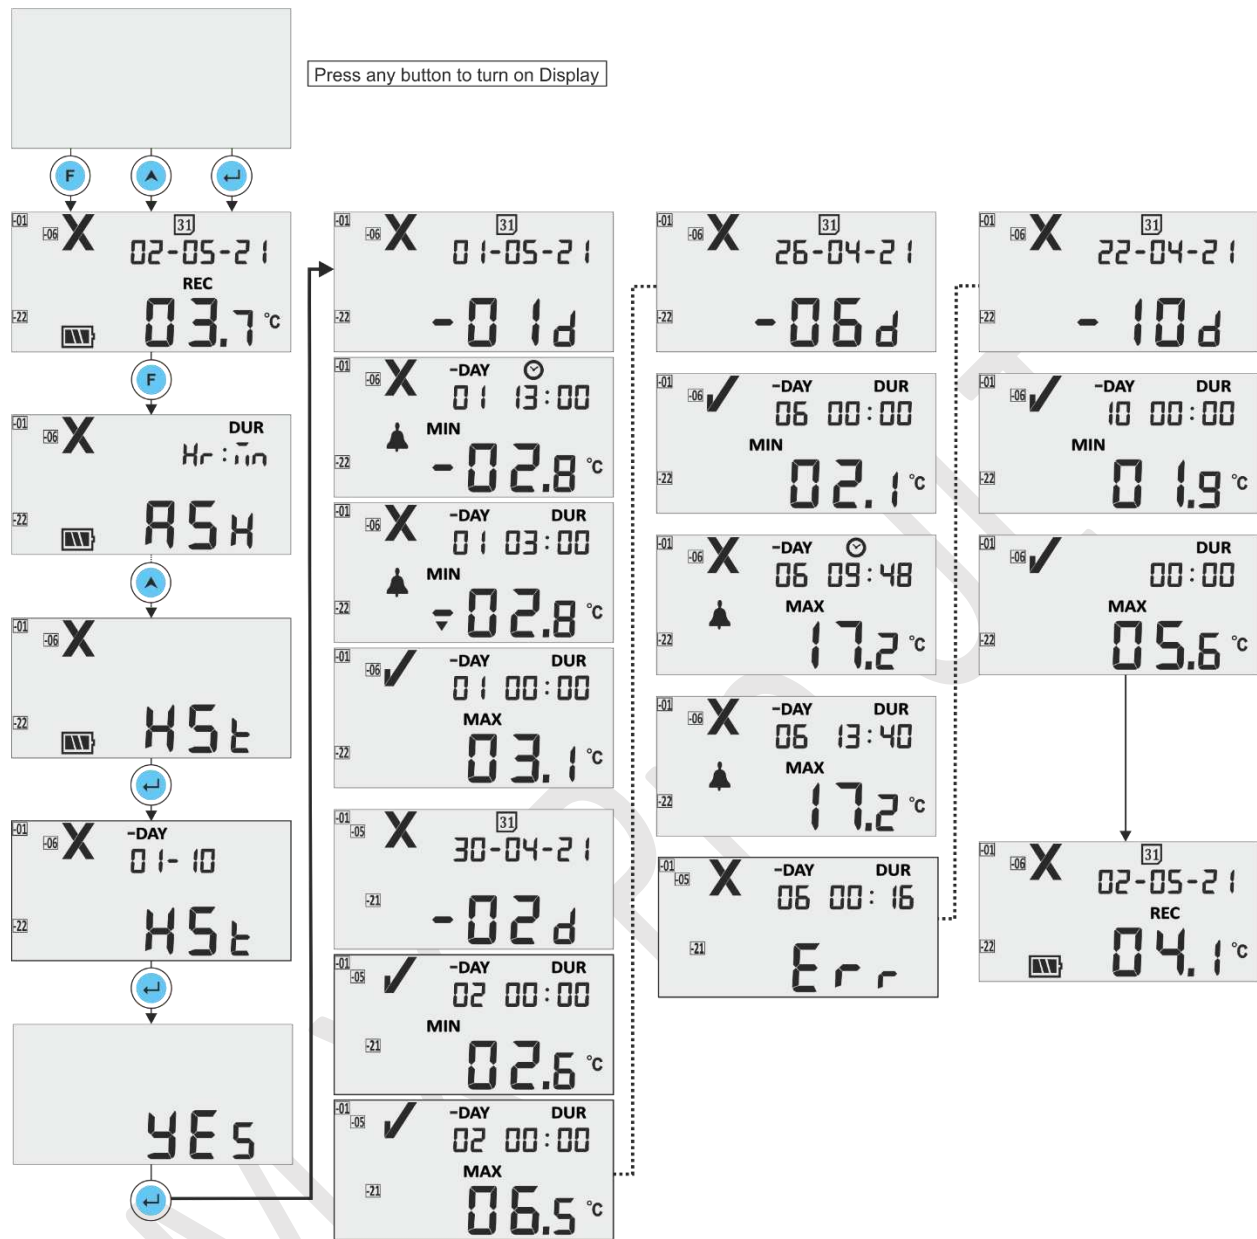 Press any button to turn on Display
F
-01 -06 X 31
02-05-21
REC
-22 03.7 °C
F
-01 -06 X DUR
Hr:mn
-22 ASK
-01 -06 X
-22 HSt
-01 -06 X -DAY
01-10
-22 HSt
YES
-01 -06 X 31
01-05-21
-22 -01d
-01 -06 X -DAY
01 13:00
MIN
-22 -02.8 °C
-01 -06 X -DAY DUR
01 03:00
MIN
-22 -02.8 °C
-01 -06 -DAY DUR
01 00:00
MAX
-22 03.1 °C
-01 -05 X 31
30-04-21
-21 -02d
-01 -05 -DAY DUR
02 00:00
MIN
-21 02.6 °C
-01 -05 -DAY DUR
02 00:00
MAX
-21 06.5 °C
-01 -06 X 31
26-04-21
-22 -06d
-01 -06 -DAY DUR
06 00:00
MIN
-22 02.1 °C
-01 -06 X -DAY
06 09:48
MAX
-22 17.2 °C
-01 -06 X -DAY DUR
06 13:40
MAX
-22 17.2 °C
-01 -05 X -DAY DUR
06 00:16
-21 Err
-01 -06 X 31
22-04-21
-22 -10d
-01 -06 -DAY DUR
10 00:00
MIN
-22 01.9 °C
-01 -06 DUR
00:00
MAX
-22 05.6 °C
-01 -06 X 31
02-05-21
REC
-22 04.1 °C